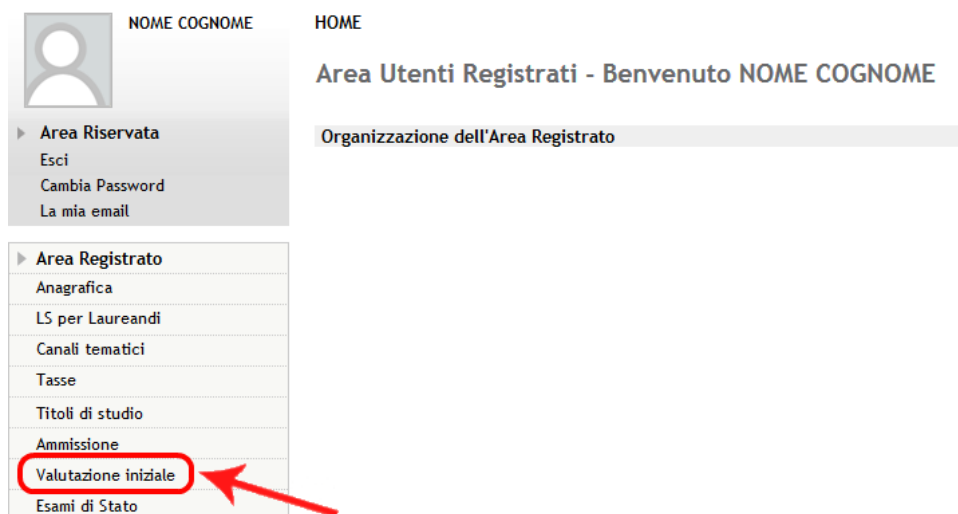 NOME COGNOME
Area Riservata
Esci
Cambia Password
La mia email
Area Registrato
Anagrafica
LS per Laureandi
Canali tematici
Tasse
Titoli di studio
Ammissione
Valutazione iniziale
Esami di Stato
HOME
Area Utenti Registrati - Benvenuto NOME COGNOME
Organizzazione dell'Area Registrato